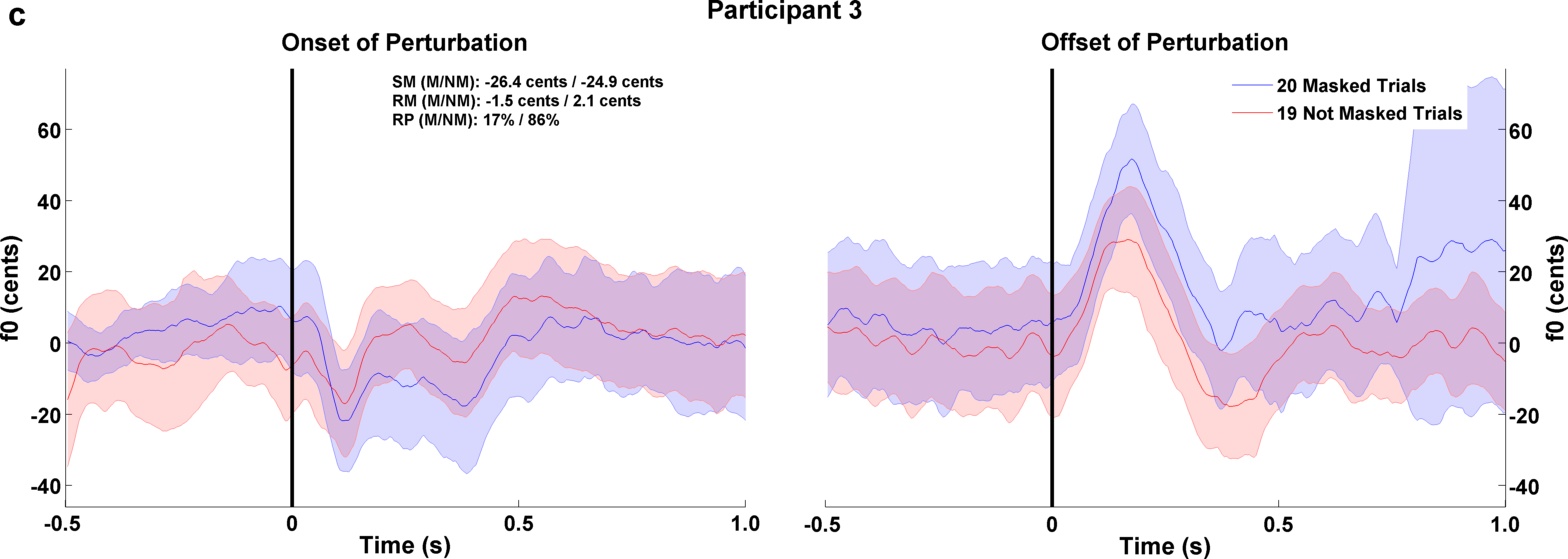 c
Participant 3
Onset of Perturbation
SM (M/NM): -26.4 cents / -24.9 cents
RM (M/NM): -1.5 cents / 2.1 cents
RP (M/NM): 17% / 86%
f0 (cents)
60
40
20
0
-20
-40
-0.5
0
0.5
1.0
Time (s)
Offset of Perturbation
20 Masked Trials
19 Not Masked Trials
60
40
20
0
-20
-40
f0 (cents)
-0.5
0
0.5
1.0
Time (s)